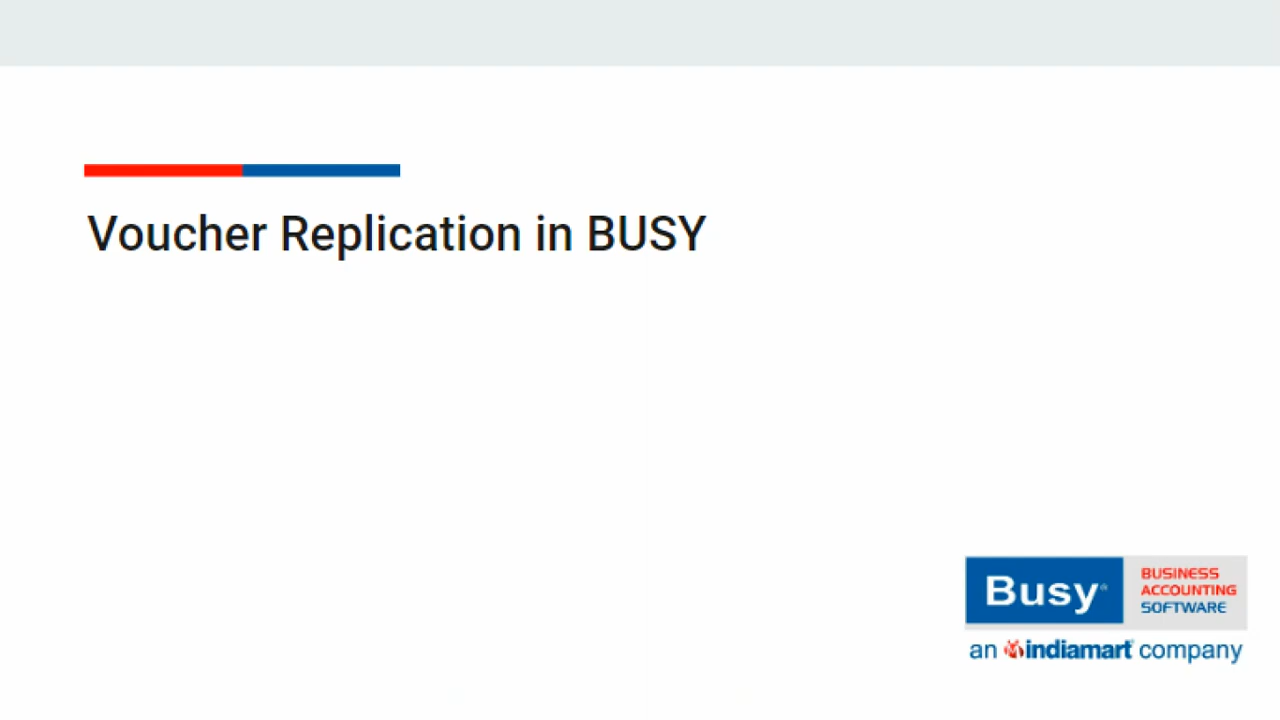 Voucher Replication in BUSY
Busy®
BUSINESS
ACCOUNTING
SOFTWARE
an indiamart company